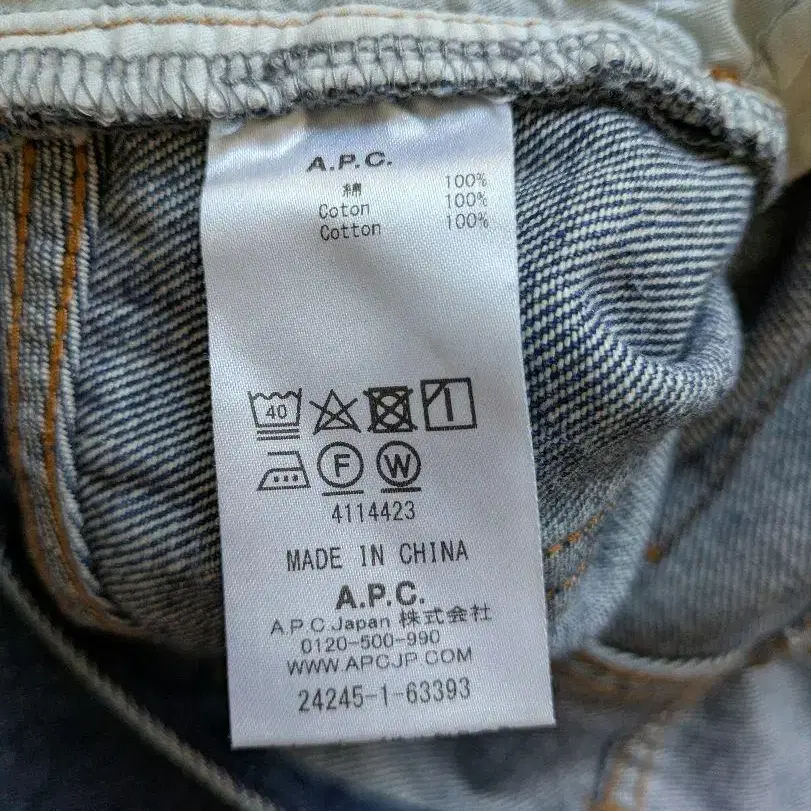 A.P.C.
綿 100%
Coton 100%
Cotton 100%
40
F W
4114423
MADE IN CHINA
A.P.C.
A.P.C.Japan 株式会社
0120-500-990
WWW.APCJP.COM
24245-1-63393